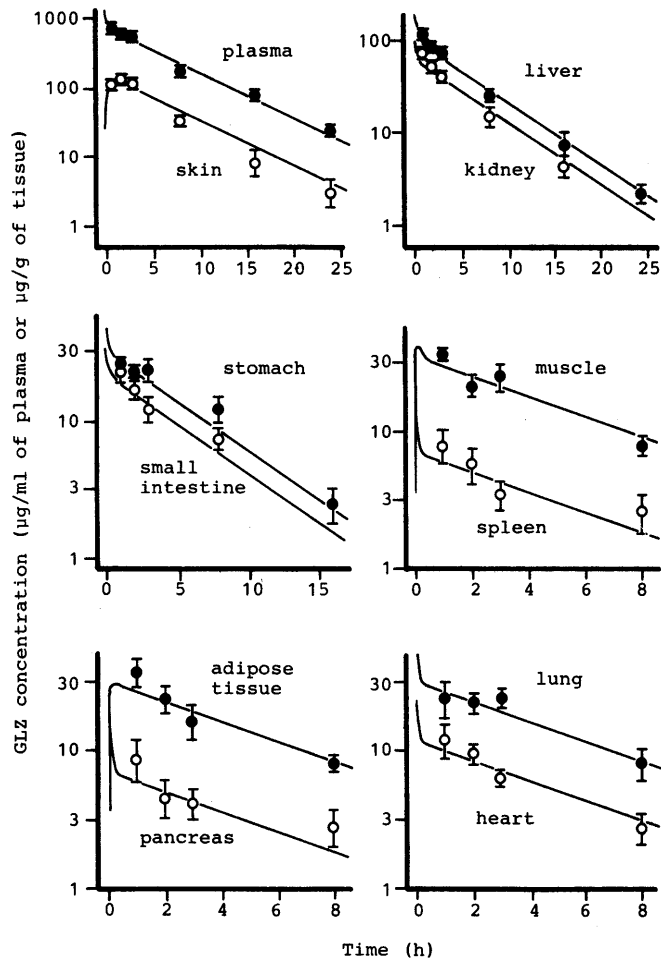 GLZ concentration (μg/ml of plasma or μg/g of tissue)
1000
100
10
1
plasma
skin
0 5 10 15 20 25
100
10
1
liver
kidney
0 5 10 15 20 25
30
10
3
1
stomach
small
intestine
0 5 10 15
30
10
3
1
muscle
spleen
0 2 4 6 8
30
10
3
1
adipose
tissue
pancreas
0 2 4 6 8
30
10
3
1
lung
heart
0 2 4 6 8
Time (h)